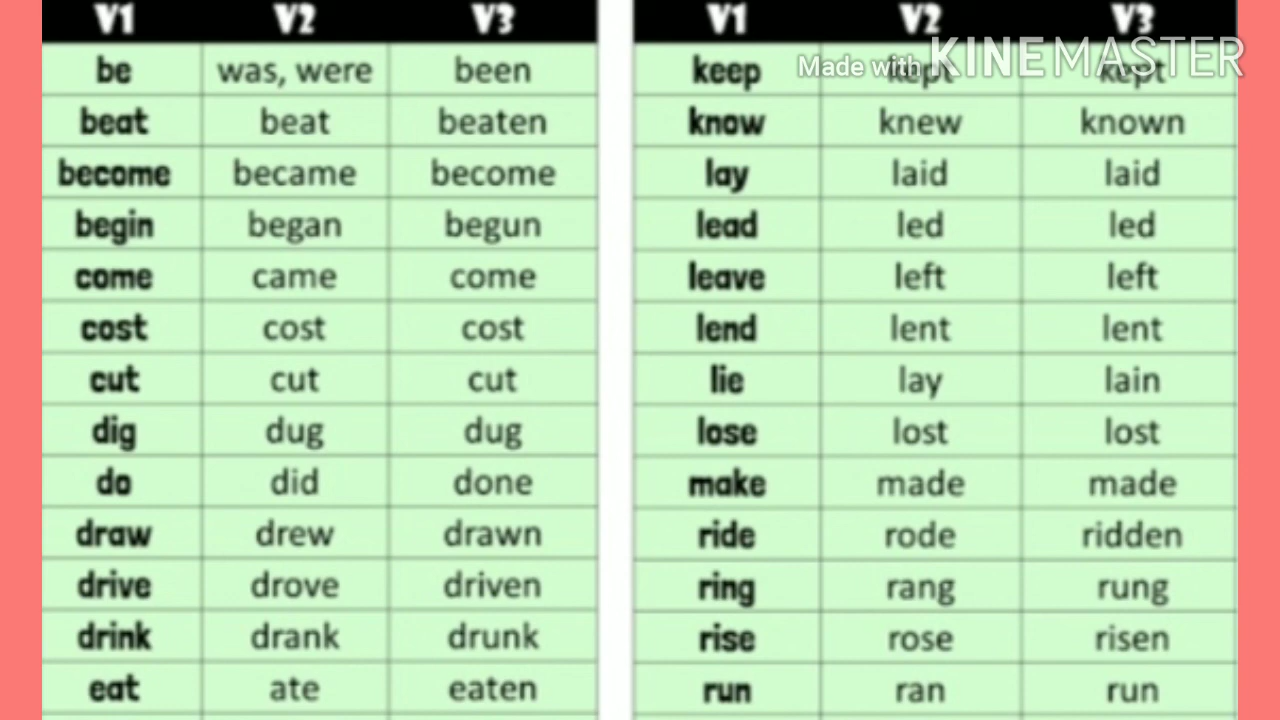 V1 V2 V3
be was, were been
beat beat beaten
become became become
begin began begun
come came come
cost cost cost
cut cut cut
dig dug dug
do did done
draw drew drawn
drive drove driven
drink drank drunk
eat ate eaten
V1 V2 V3
Made with KINEMASTER
keep kept kept
know knew known
lay laid laid
lead led led
leave left left
lend lent lent
lie lay lain
lose lost lost
make made made
ride rode ridden
ring rang rung
rise rose risen
run ran run